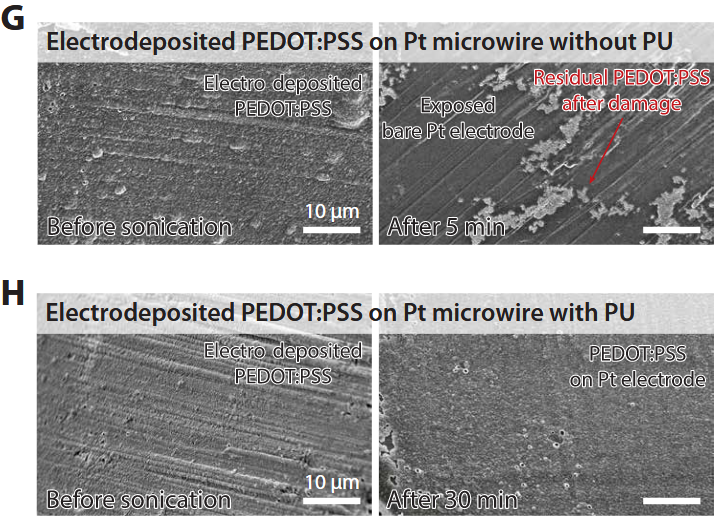 G
Electrodeposited PEDOT:PSS on Pt microwire without PU
Electro deposited
PEDOT:PSS
Before sonication
10 µm
Exposed
bare Pt electrode
Residual PEDOT:PSS
after damage
After 5 min
H
Electrodeposited PEDOT:PSS on Pt microwire with PU
Electro deposited
PEDOT:PSS
Before sonication
10 µm
PEDOT:PSS
on Pt electrode
After 30 min